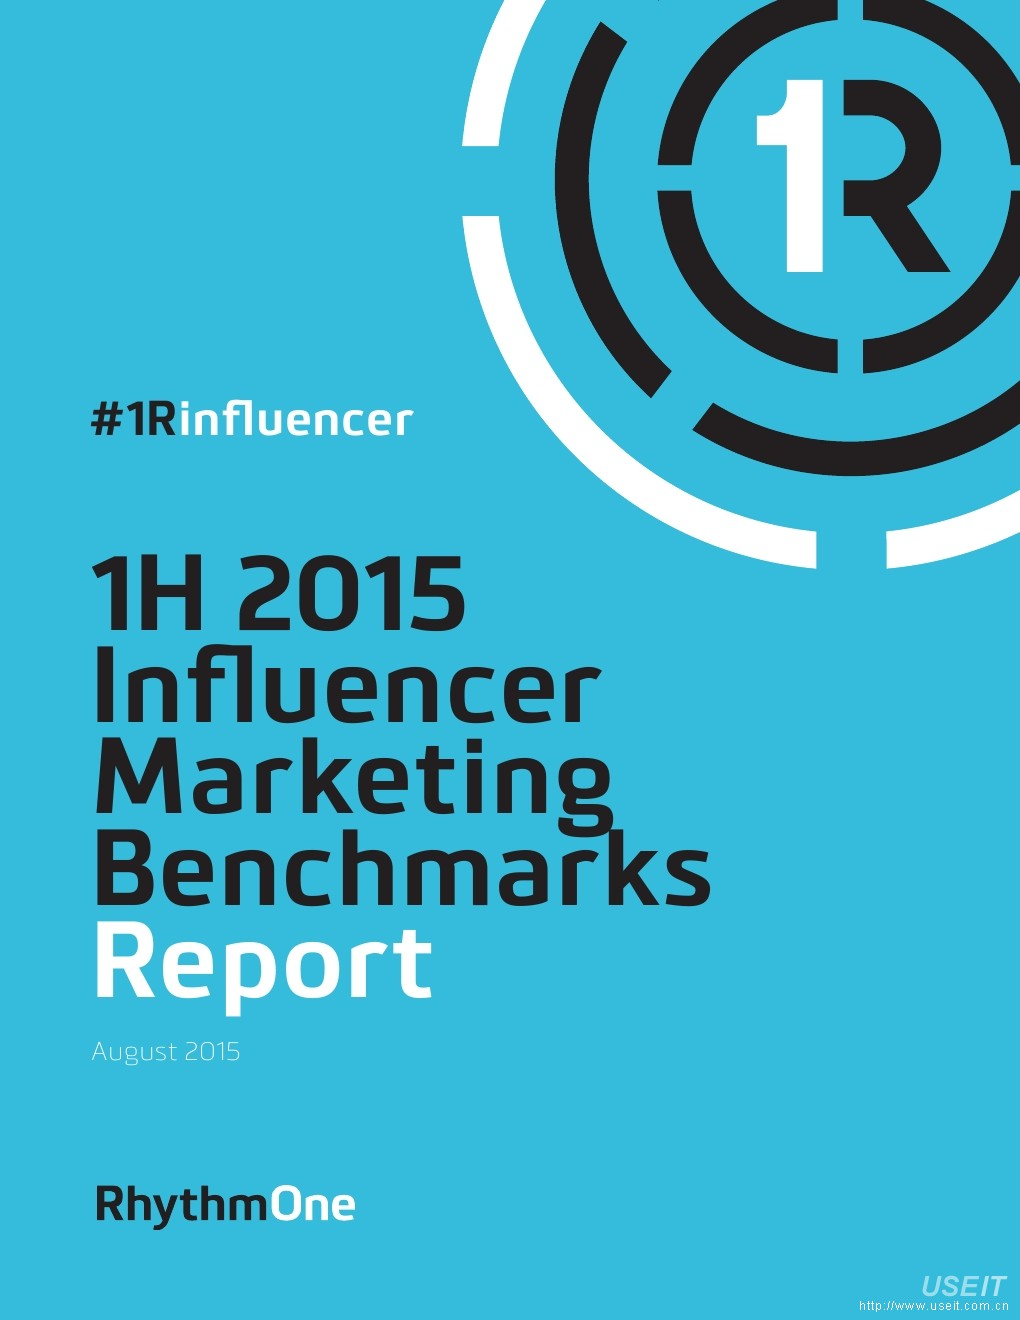 1R
#1Rinfluencer
1H 2015
Influencer
Marketing
Benchmarks
Report
August 2015
RhythmOne
USEIT
http://www.useit.com.cn